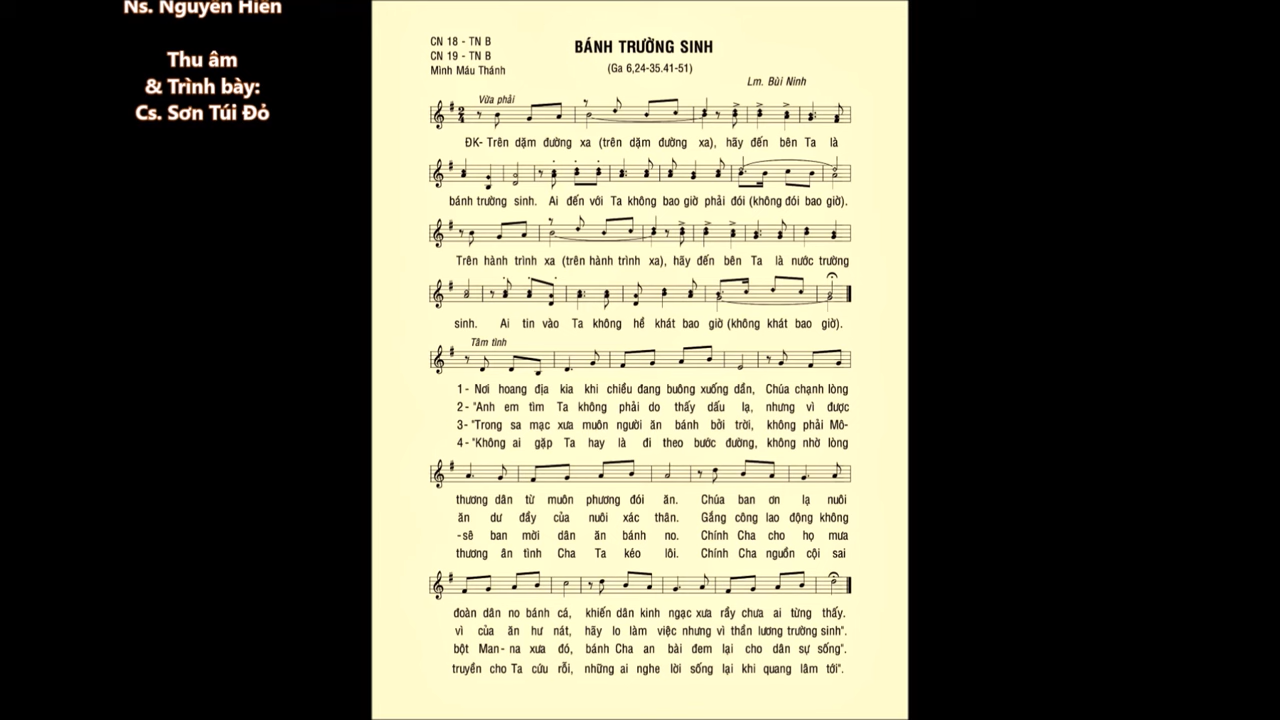 Ns. Nguyễn Hiển
Thu âm
& Trình bày:
Cs. Sơn Túi Đỏ
CN 18 - TN B
CN 19 - TN B
Mình Máu Thánh
BÁNH TRƯỜNG SINH
(Ga 6,24-35.41-51)
Lm. Bùi Ninh
Vừa phải
ĐK- Trên dặm đường xa (trên dặm đường xa), hãy đến bên Ta là
bánh trường sinh. Ai đến với Ta không bao giờ phải đói (không đói bao giờ).
Trên hành trình xa (trên hành trình xa), hãy đến bên Ta là nước trường
sinh. Ai tin vào Ta không hề khát bao giờ (không khát bao giờ).
Tâm tình
1- Nơi hoang địa kia khi chiều đang buông xuống dần, Chúa chạnh lòng
2- "Anh em tìm Ta không phải do thấy dấu lạ, nhưng vì được
3- "Trong sa mạc xưa muôn người ăn bánh bởi trời, không phải Mô-
4- "Không ai gặp Ta hay là đi theo bước đường, không nhờ lòng
thương dân từ muôn phương đói ăn. Chúa ban ơn lạ nuôi
ăn dư đầy của nuôi xác thân. Gắng công lao động không
-sê ban mời dân ăn bánh no. Chính Cha cho họ mưa
thương ân tình Cha Ta kéo lôi. Chính Cha nguồn cội sai
đoàn dân no bánh cá, khiến dân kinh ngạc xưa rầy chưa ai từng thấy.
vì của ăn hư nát, hãy lo làm việc nhưng vì thần lương trường sinh".
bột Man-na xưa đó, bánh Cha an bài đem lại cho dân sự sống".
truyền cho Ta cứu rỗi, những ai nghe lời sống lại khi quang lâm tới".